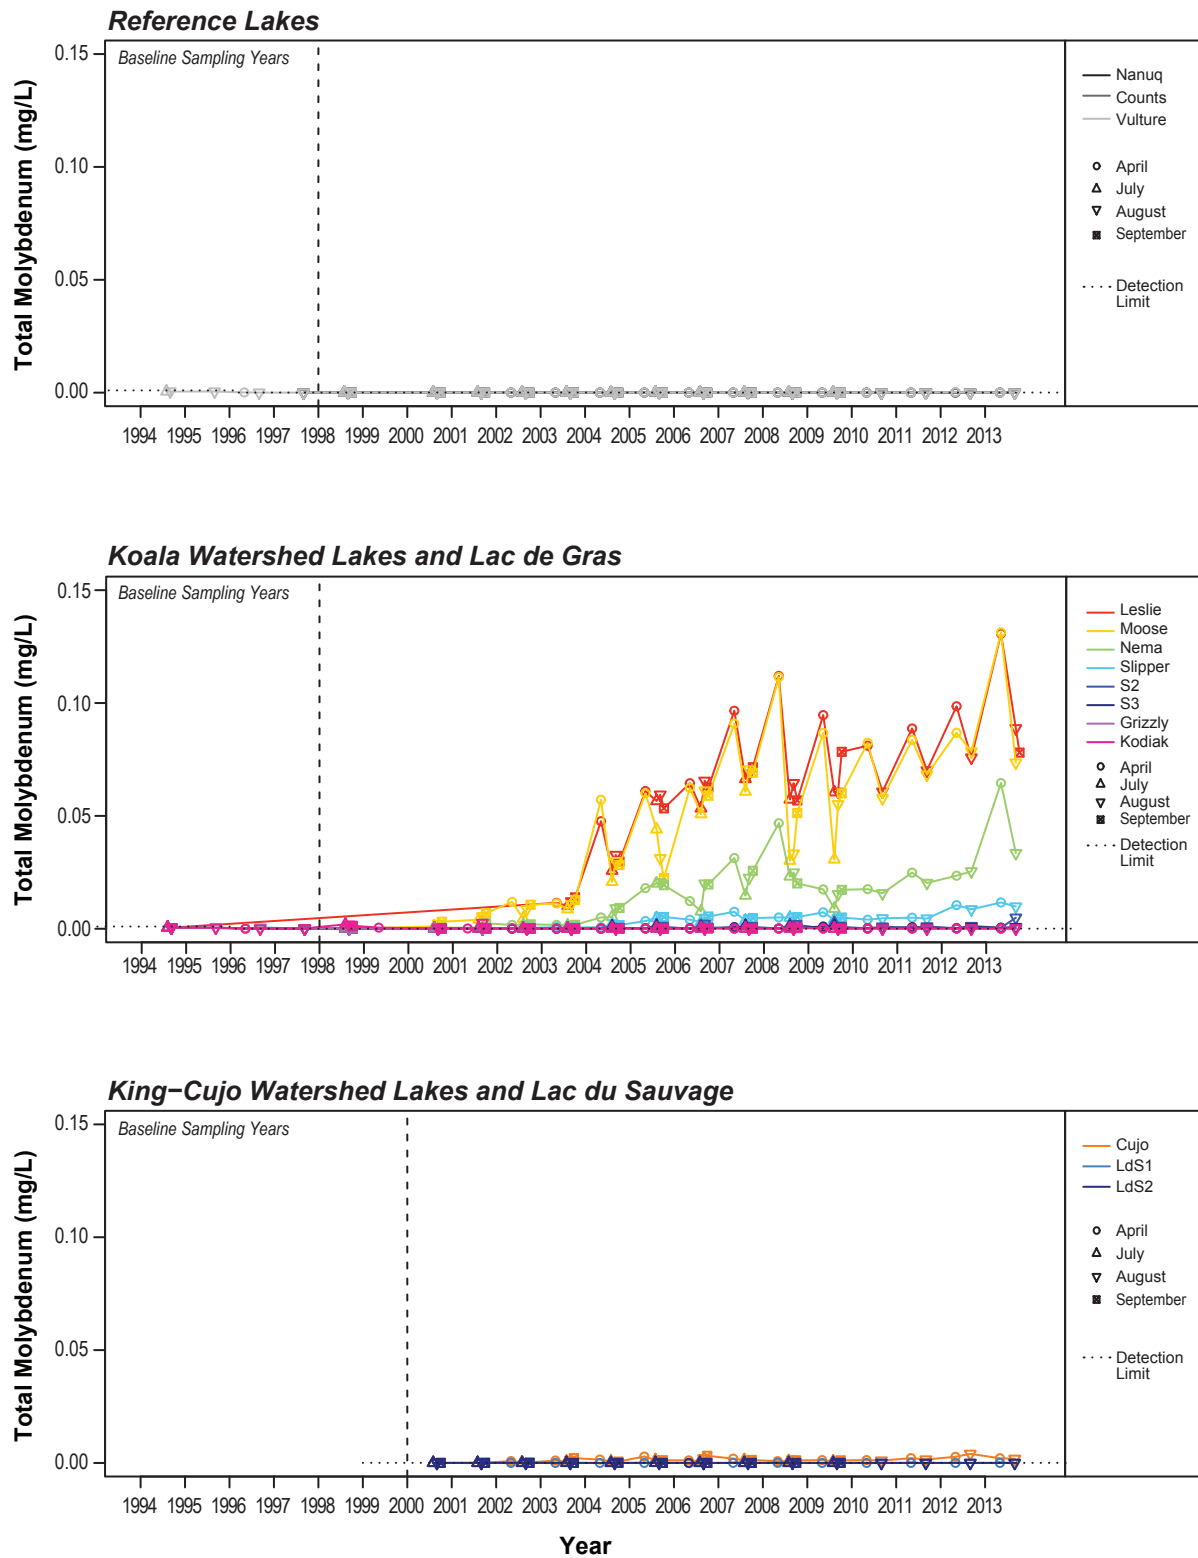 Reference Lakes
Total Molybdenum (mg/L)
Baseline Sampling Years
0.15
0.10
0.05
0.00
1994 1995 1996 1997 1998 1999 2000 2001 2002 2003 2004 2005 2006 2007 2008 2009 2010 2011 2012 2013
Nanuq
Counts
Vulture
April
July
August
September
Detection
Limit
Koala Watershed Lakes and Lac de Gras
Total Molybdenum (mg/L)
Baseline Sampling Years
0.15
0.10
0.05
0.00
1994 1995 1996 1997 1998 1999 2000 2001 2002 2003 2004 2005 2006 2007 2008 2009 2010 2011 2012 2013
Leslie
Moose
Nema
Slipper
S2
S3
Grizzly
Kodiak
April
July
August
September
Detection
Limit
King−Cujo Watershed Lakes and Lac du Sauvage
Total Molybdenum (mg/L)
Baseline Sampling Years
0.15
0.10
0.05
0.00
1994 1995 1996 1997 1998 1999 2000 2001 2002 2003 2004 2005 2006 2007 2008 2009 2010 2011 2012 2013
Cujo
LdS1
LdS2
April
July
August
September
Detection
Limit
Year